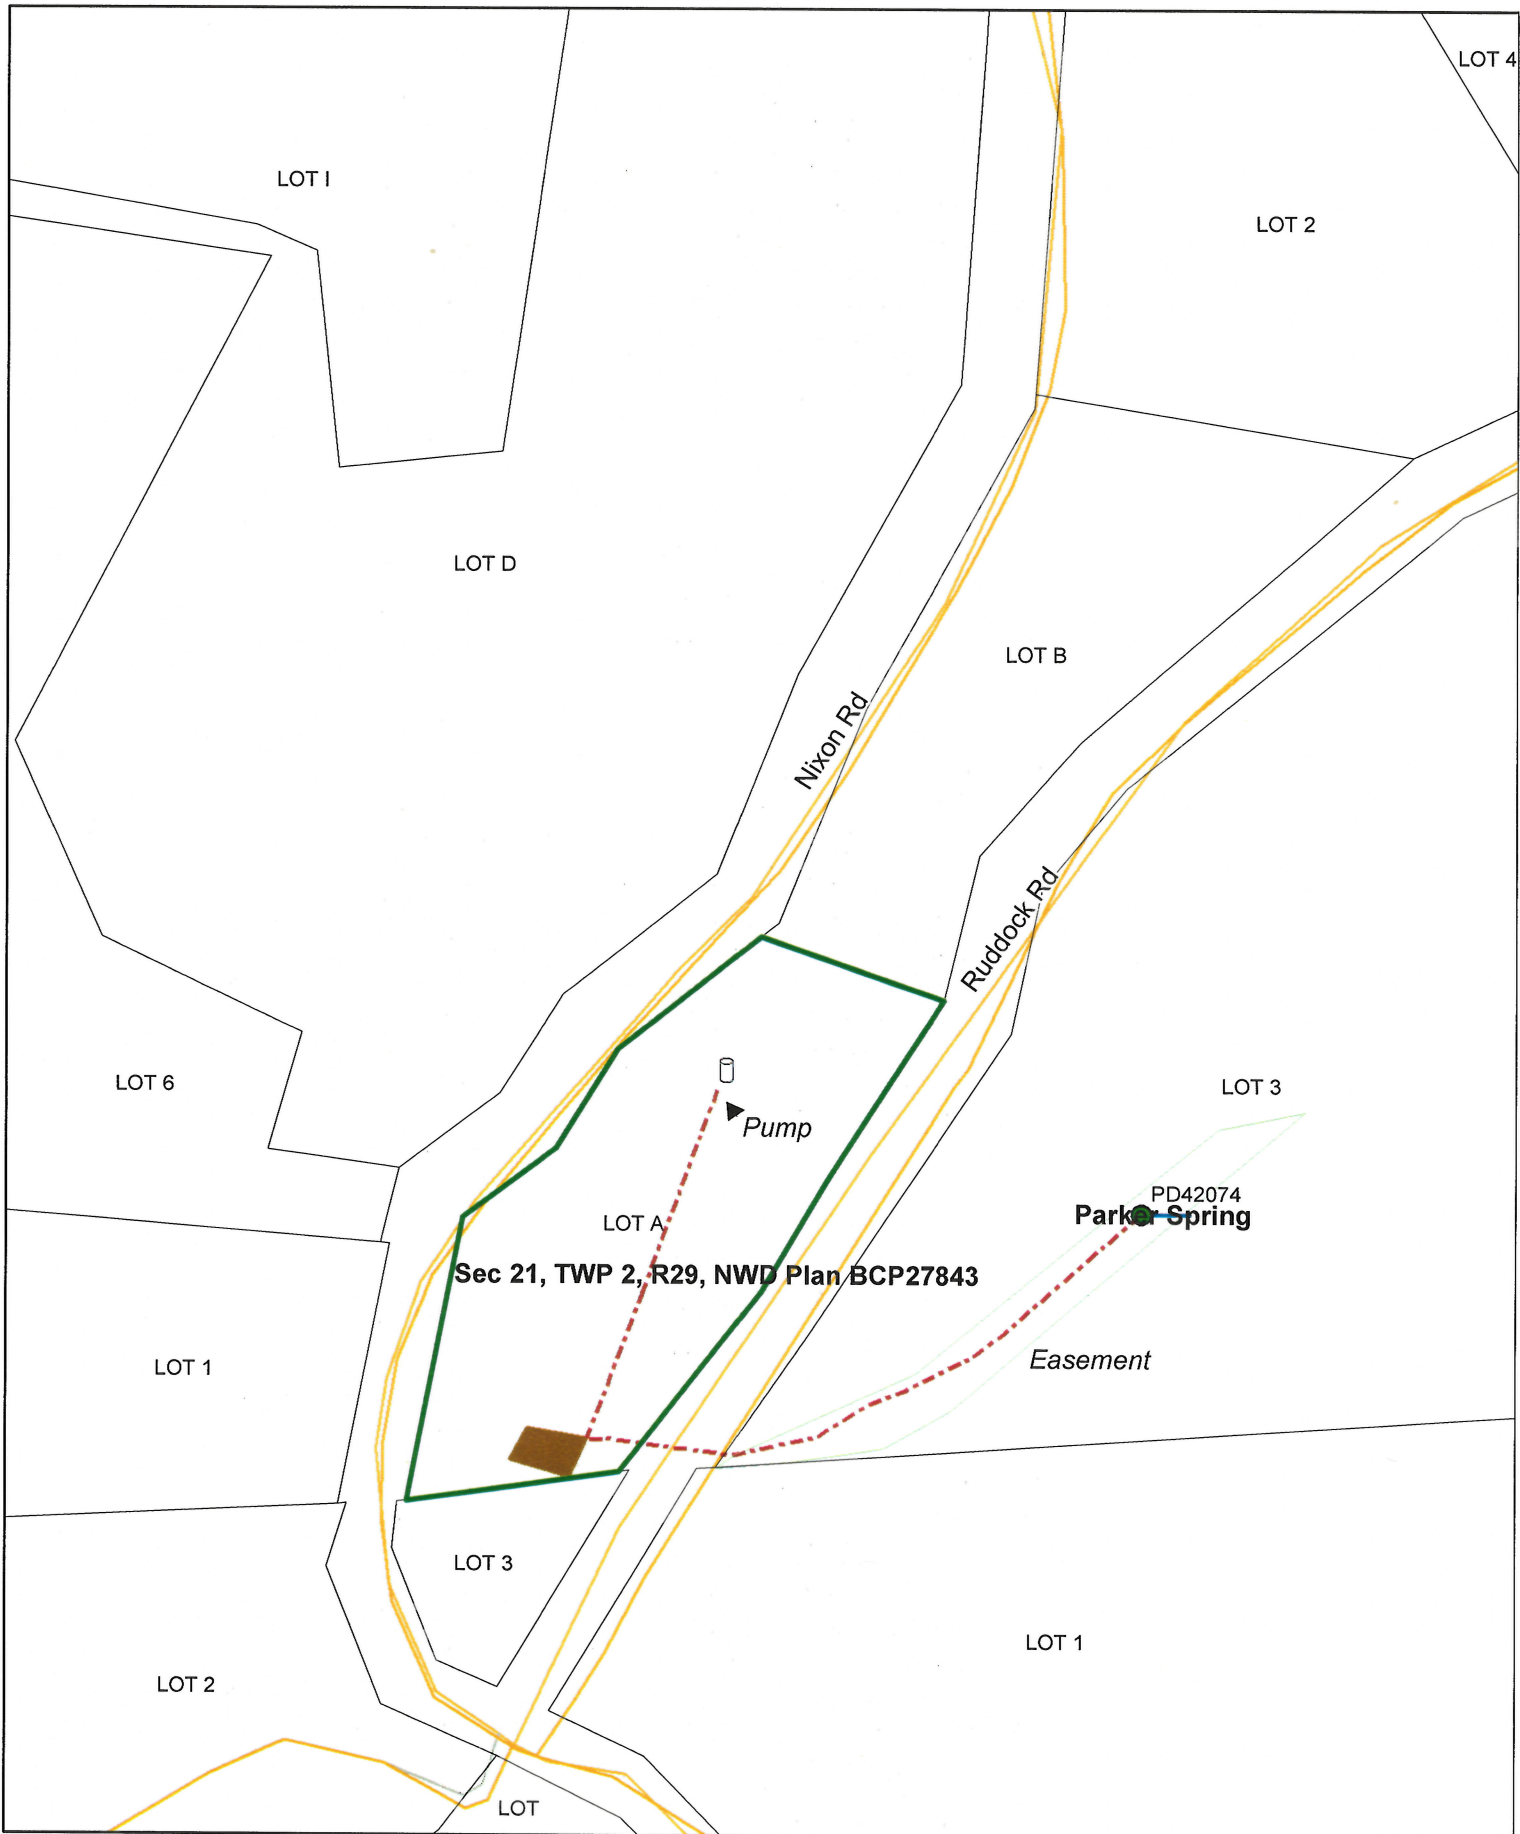 LOT 4
LOT I
LOT 2
LOT D
LOT B
Nixon Rd
Ruddock Rd
LOT 6
LOT 3
Pump
PD42074
Parker Spring
LOT A
Sec 21, TWP 2, R29, NWD Plan BCP27843
Easement
LOT 1
LOT 3
LOT 1
LOT 2
LOT